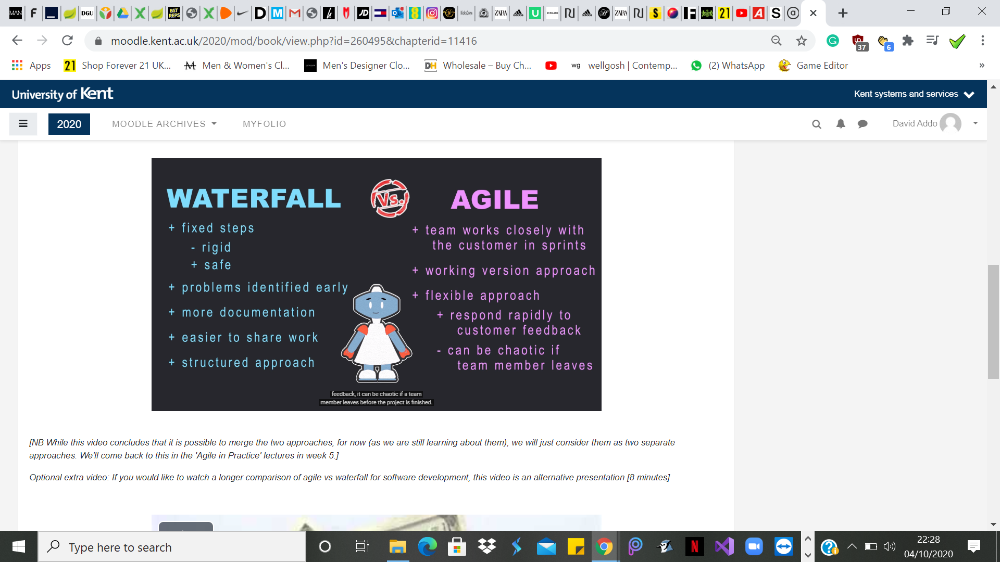 moodle.kent.ac.uk/2020/mod/book/view.php?id=260495&chapterid=11416
37
6
Apps
21
Shop Forever 21 UK...
Men & Women's Cl...
Men's Designer Clo...
DH
Wholesale – Buy Ch...
wg
wellgosh | Contemp...
(2) WhatsApp
Game Editor
»
University of Kent
Kent systems and services
2020
MOODLE ARCHIVES
MYFOLIO
David Addo
WATERFALL
Vs.
AGILE
+ fixed steps
- rigid
+ safe
+ problems identified early
+ more documentation
+ easier to share work
+ structured approach
+ team works closely with
the customer in sprints
+ working version approach
+ flexible approach
+ respond rapidly to
customer feedback
- can be chaotic if
team member leaves
feedback, it can be chaotic if a team
member leaves before the project is finished.
[NB While this video concludes that it is possible to merge the two approaches, for now (as we are still learning about them), we will just consider them as two separate
approaches. We'll come back to this in the 'Agile in Practice' lectures in week 5.]
Optional extra video: If you would like to watch a longer comparison of agile vs waterfall for software development, this video is an alternative presentation [8 minutes]
Type here to search
22:28
04/10/2020